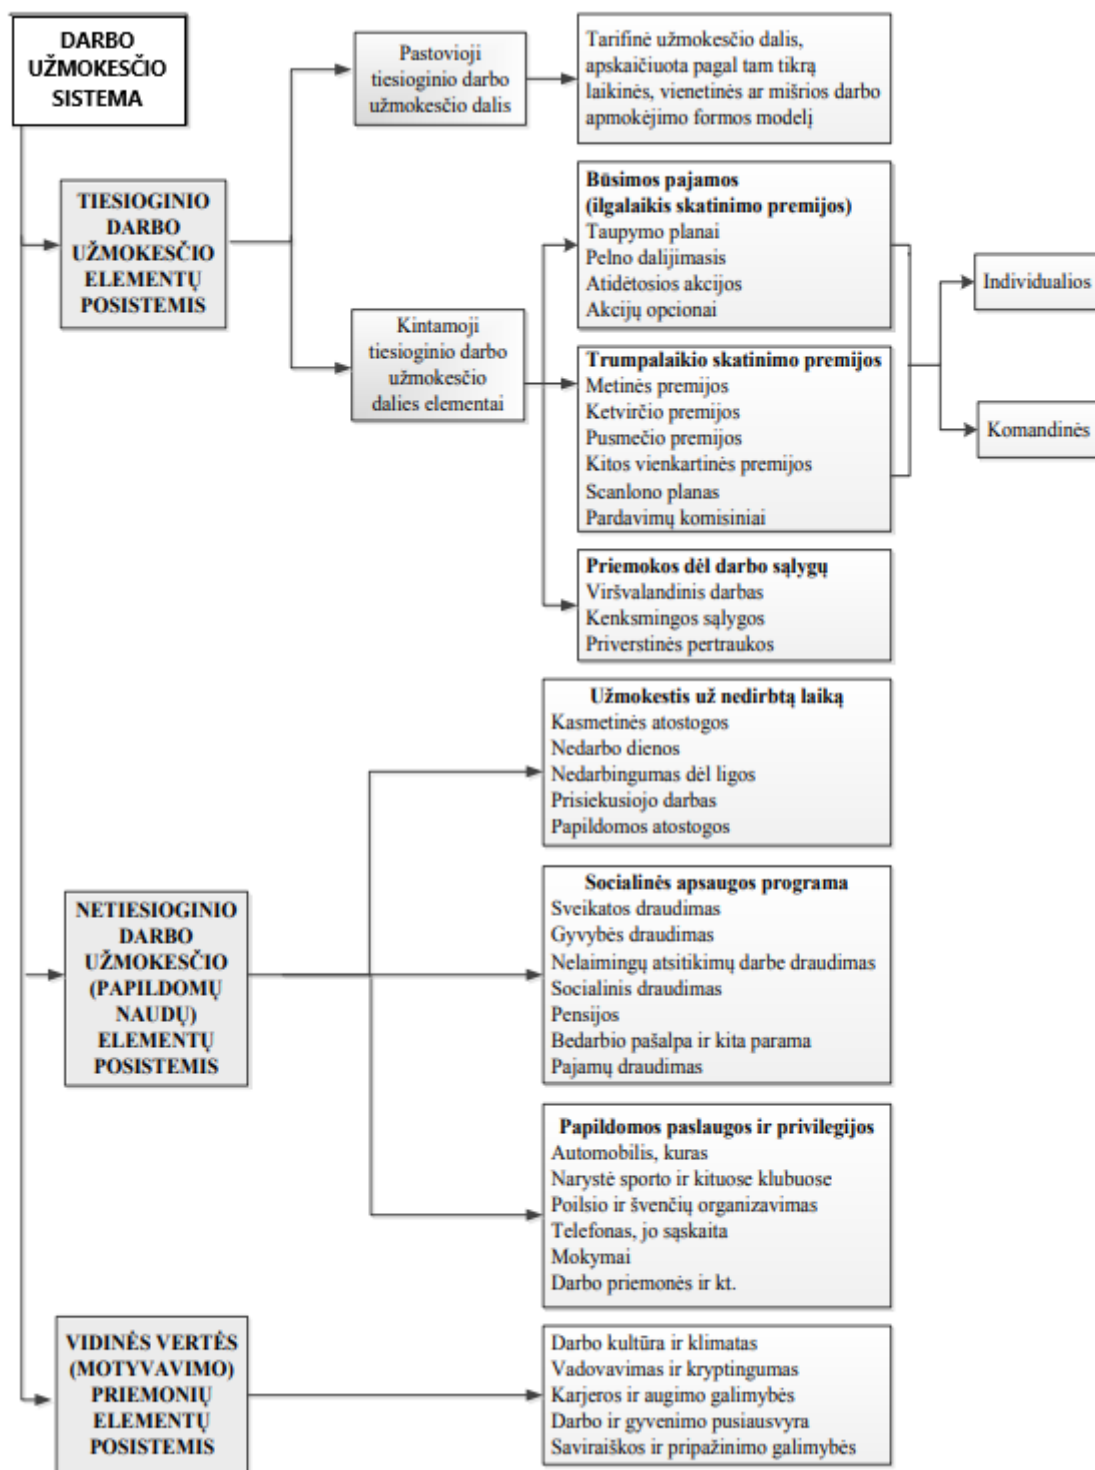 DARBO
UŽMOKESČIO
SISTEMA
TIESIOGINIO
DARBO
UŽMOKESČIO
ELEMENTŲ
POSISTEMIS
Pastovioji
tiesioginio darbo
užmokesčio dalis
Tarifinė užmokesčio dalis,
apskaičiuota pagal tam tikrą
laikinės, vienetinės ar mišrios darbo
apmokėjimo formos modelį
Kintamoji
tiesioginio darbo
užmokesčio
dalies elementai
Būsimos pajamos
(ilgalaikis skatinimo premijos)
Taupymo planai
Pelno dalijimasis
Atidėtosios akcijos
Akcijų opcionai
Trumpalaikio skatinimo premijos
Metinės premijos
Ketvirčio premijos
Pusmečio premijos
Kitos vienkartinės premijos
Scanlono planas
Pardavimų komisiniai
Individualios
Komandinės
Priemokos dėl darbo sąlygų
Viršvalandinis darbas
Kenksmingos sąlygos
Priverstinės pertraukos
NETIESIOGINIO
DARBO
UŽMOKESČIO
(PAPILDOMŲ
NAUDŲ)
ELEMENTŲ
POSISTEMIS
Užmokestis už nedirbtą laiką
Kasmetinės atostogos
Nedarbo dienos
Nedarbingumas dėl ligos
Prisiekusiojo darbas
Papildomos atostogos
Socialinės apsaugos programa
Sveikatos draudimas
Gyvybės draudimas
Nelaimingų atsitikimų darbe draudimas
Socialinis draudimas
Pensijos
Bedarbio pašalpa ir kita parama
Pajamų draudimas
Papildomos paslaugos ir privilegijos
Automobilis, kuras
Narystė sporto ir kituose klubuose
Poilsio ir švenčių organizavimas
Telefonas, jo sąskaita
Mokymai
Darbo priemonės ir kt.
VIDINĖS VERTĖS
(MOTYVAVIMO)
PRIEMONIŲ
ELEMENTŲ
POSISTEMIS
Darbo kultūra ir klimatas
Vadovavimas ir kryptingumas
Karjeros ir augimo galimybės
Darbo ir gyvenimo pusiausvyra
Saviraiškos ir pripažinimo galimybės